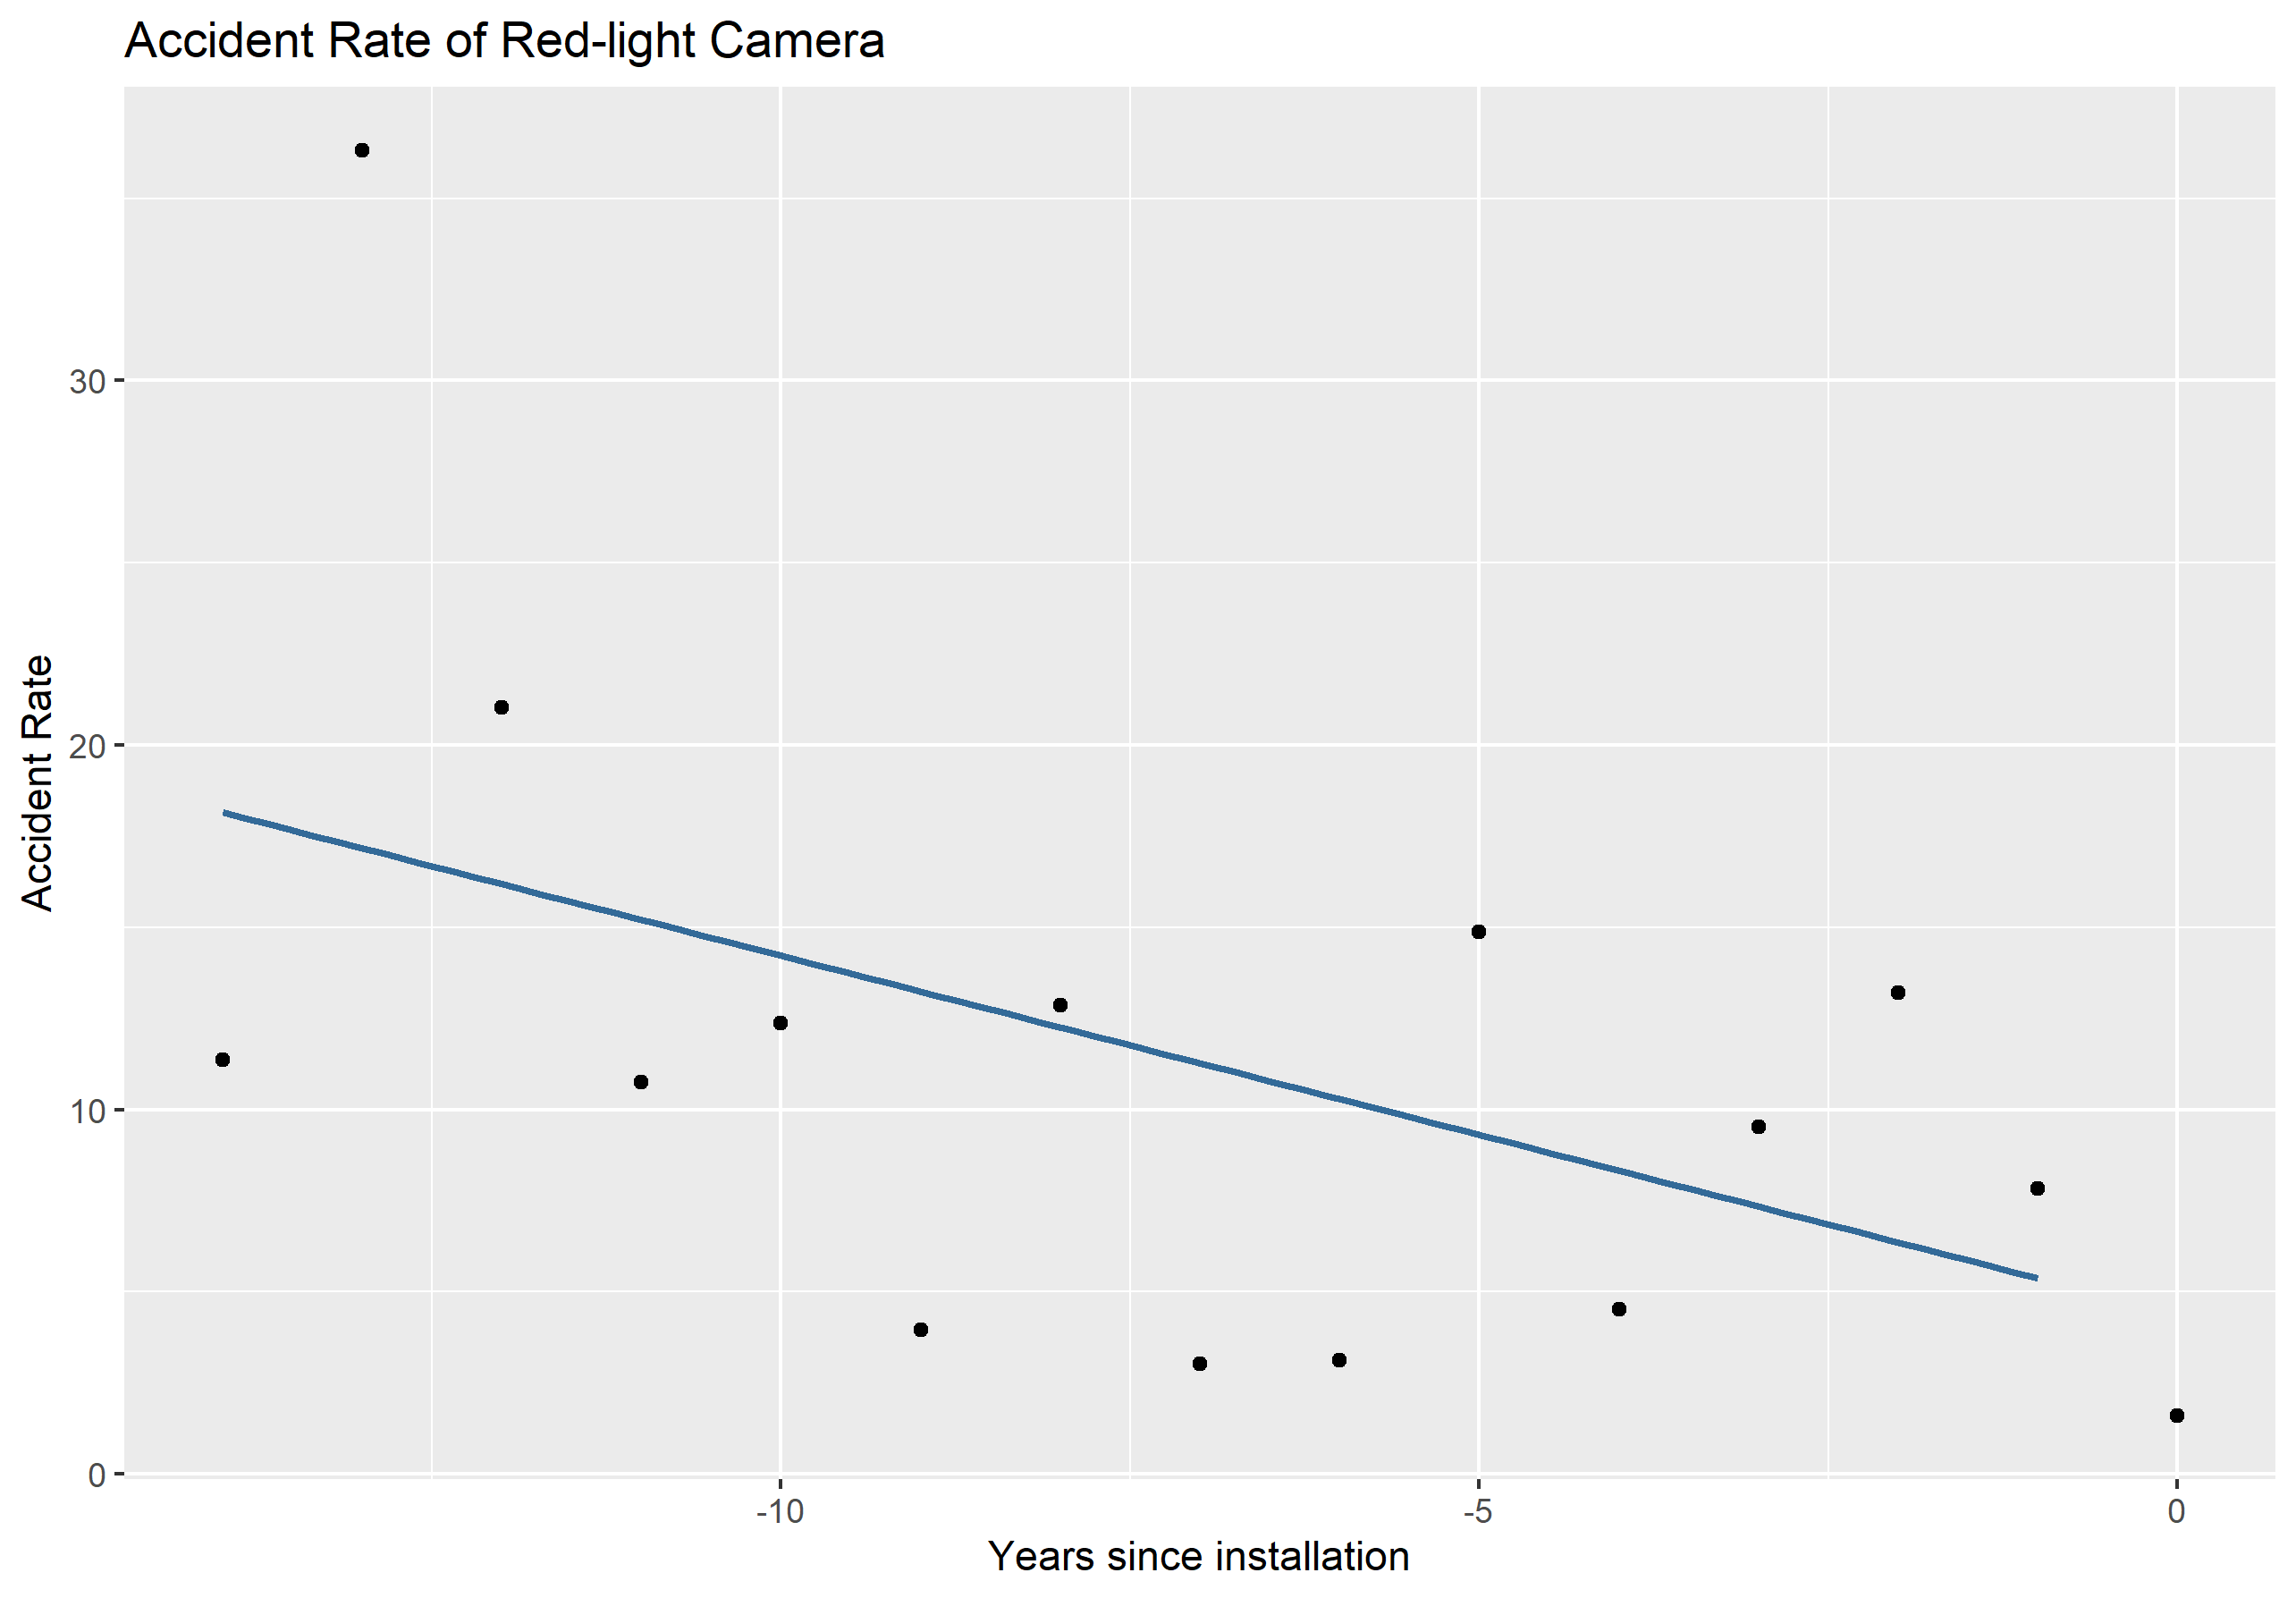 Accident Rate of Red-light Camera
Accident Rate
30
20
10
0
-10
-5
0
Years since installation